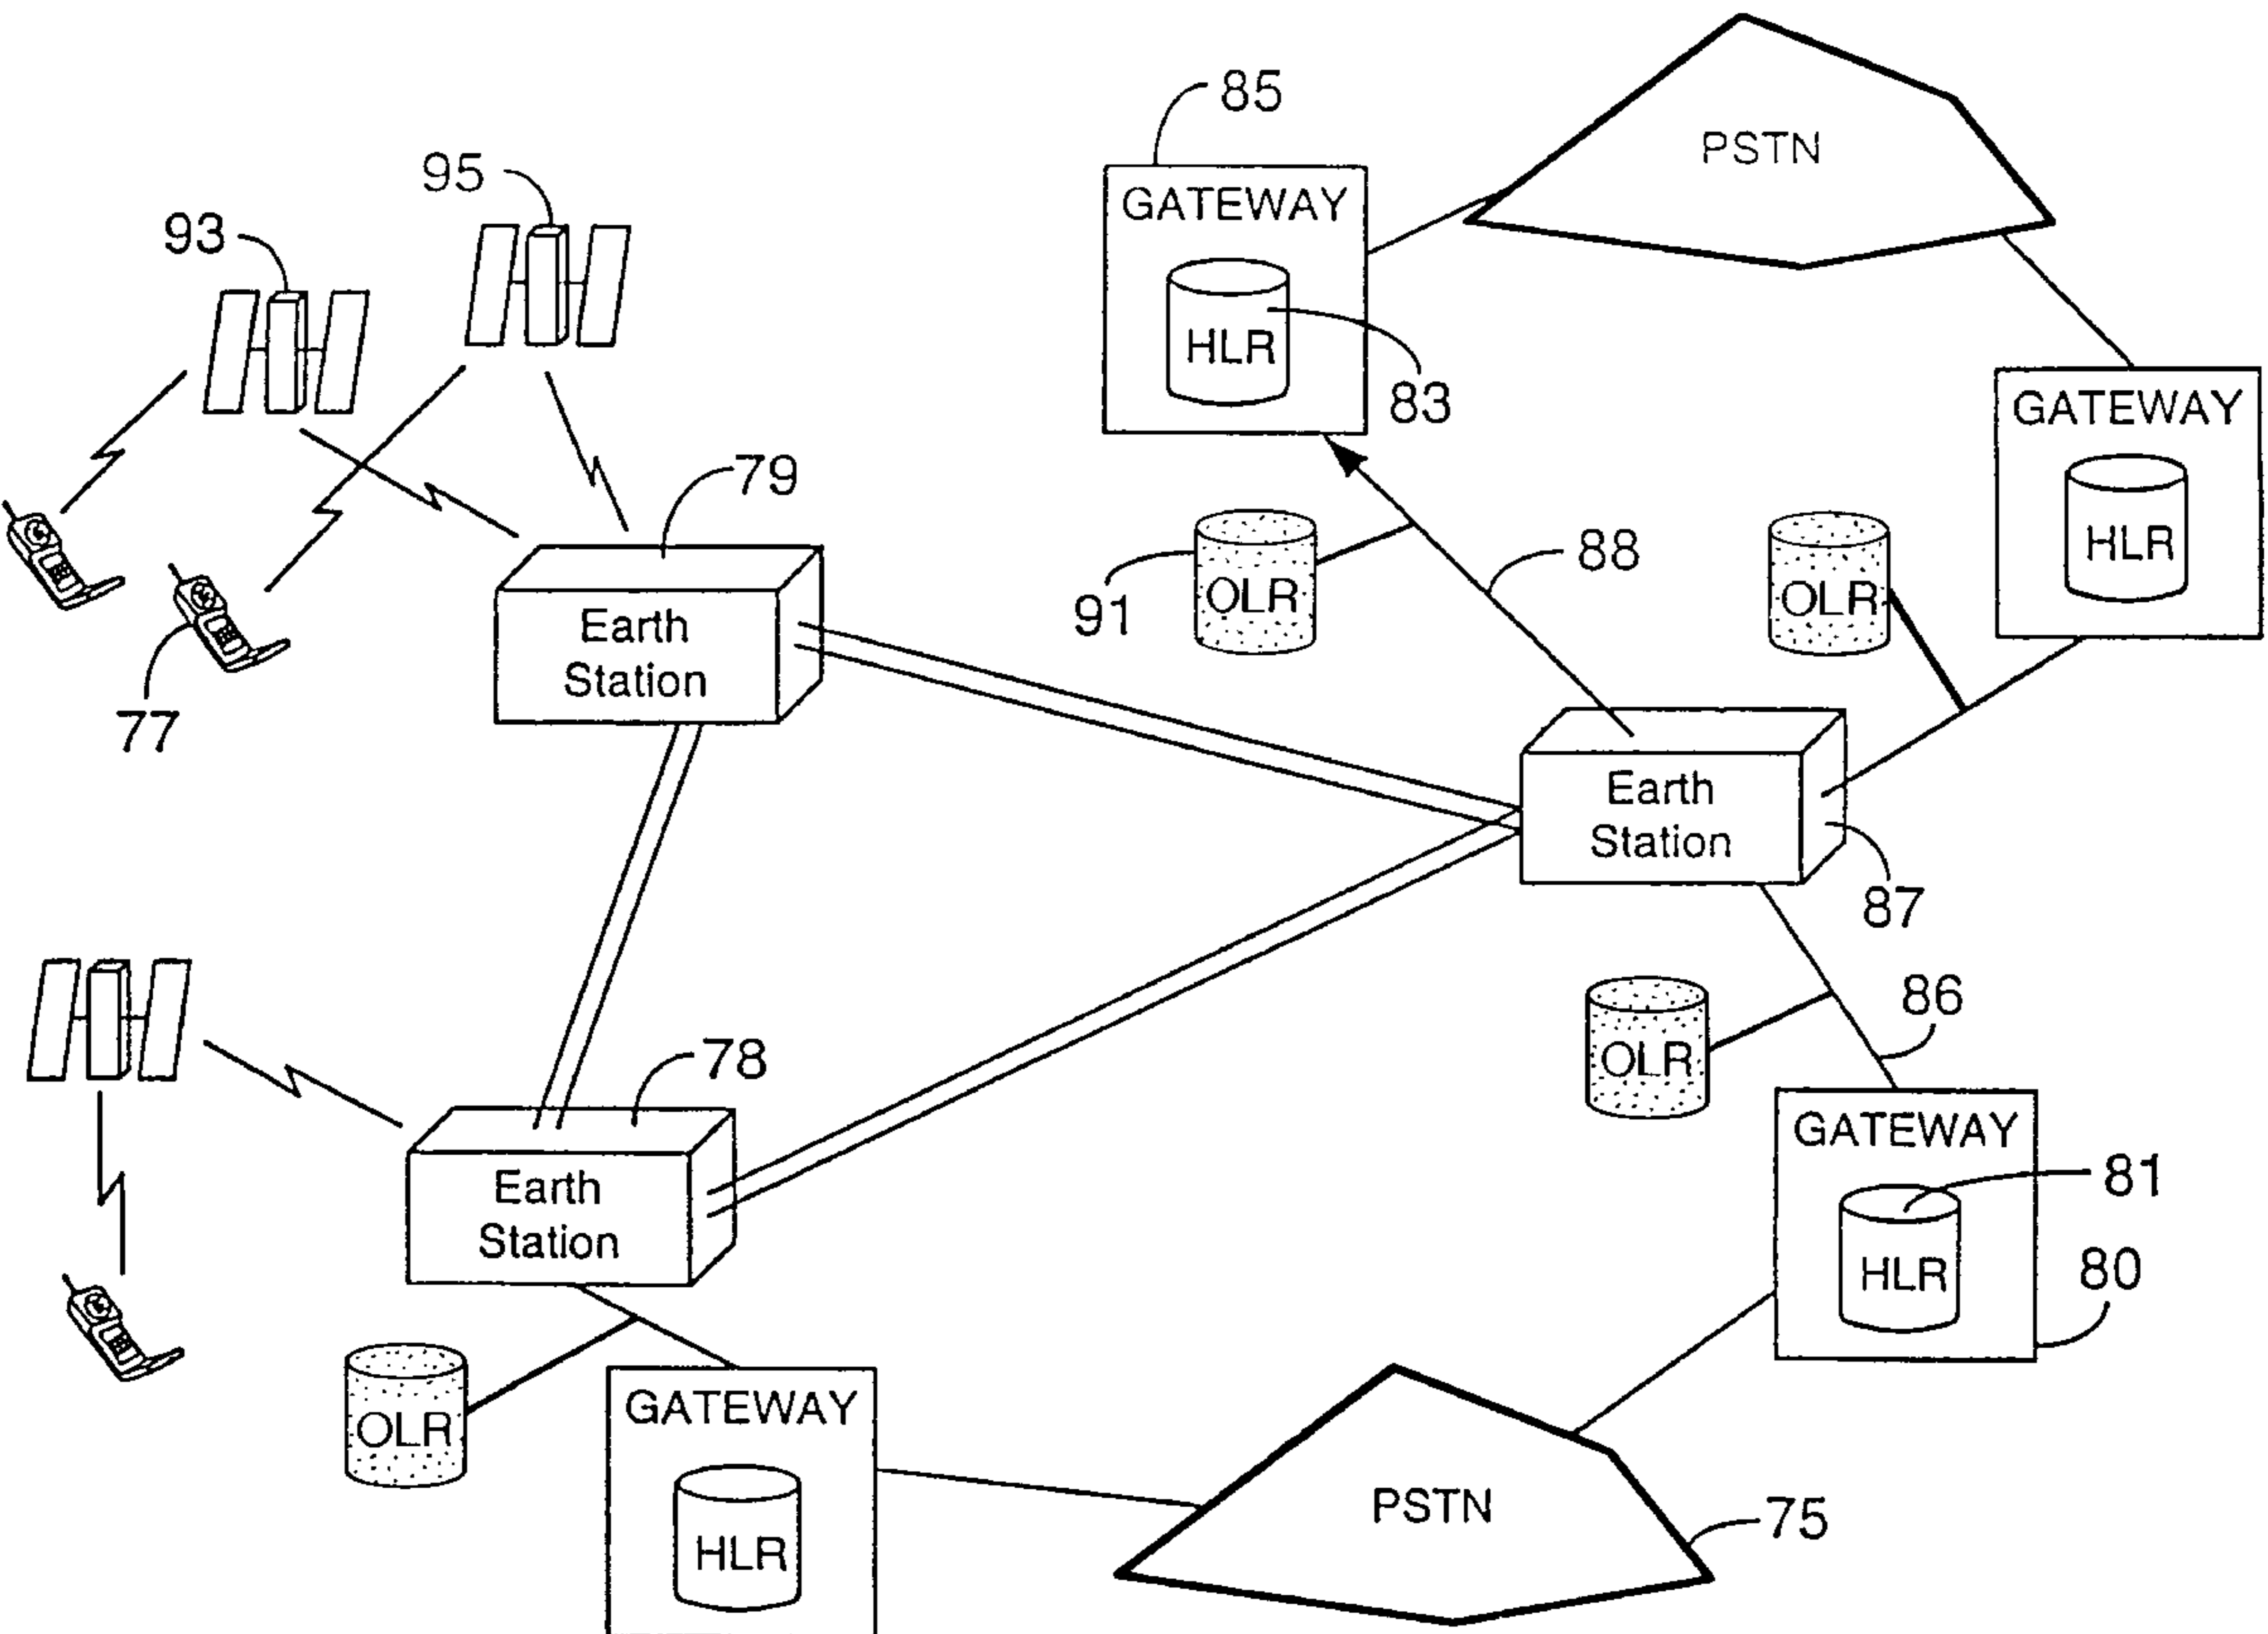 85
PSTN
95
GATEWAY
93
HLR
83
GATEWAY
79
88
HLR
OLR
OLR
91
Earth
Station
77
Earth
Station
87
86
78
OLR
GATEWAY
81
Earth
Station
HLR
80
OLR
GATEWAY
PSTN
75
HLR